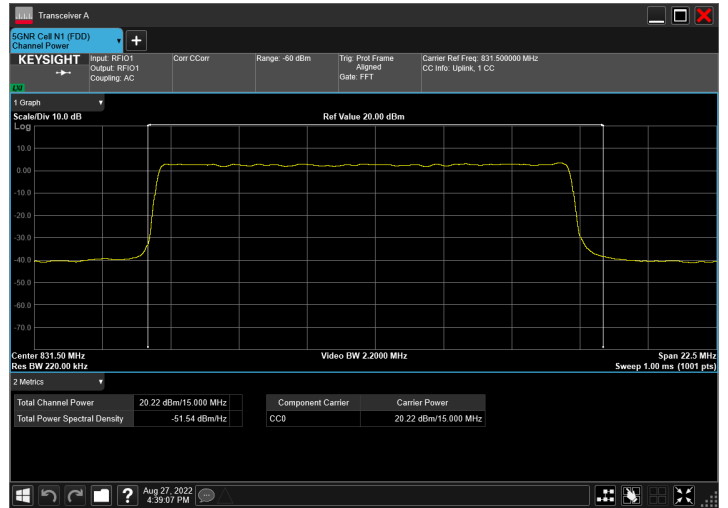 Transceiver A
5GNR Cell N1 (FDD)
Channel Power
KEYSIGHT
LXI
Input: RFIO1
Output: RFIO1
Coupling: AC
Corr CCorr
Range: -60 dBm
Trig: Prot Frame
Aligned
Gate: FFT
Carrier Ref Freq: 831.500000 MHz
CC Info: Uplink, 1 CC
1 Graph
Scale/Div 10.0 dB
Ref Value 20.00 dBm
Log
10.0
0.00
-10.0
-20.0
-30.0
-40.0
-50.0
-60.0
-70.0
Center 831.50 MHz
Video BW 2.2000 MHz
Span 22.5 MHz
Res BW 220.00 kHz
Sweep 1.00 ms (1001 pts)
2 Metrics
Total Channel Power 20.22 dBm/15.000 MHz
Total Power Spectral Density -51.54 dBm/Hz
Component Carrier Carrier Power
CC0 20.22 dBm/15.000 MHz
?
Aug 27, 2022
4:39:07 PM